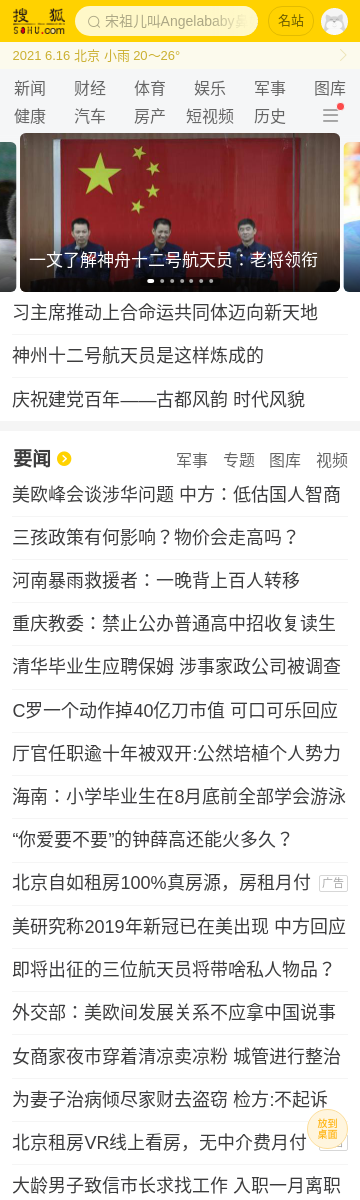 搜 狐
SOHU.com
宋祖儿叫Angelababy
名站
2021 6.16 北京 小雨 20～26°
新闻 财经 体育 娱乐 军事 图库
健康 汽车 房产 短视频 历史
一文了解神舟十二号航天员：老将领衔
习主席推动上合命运共同体迈向新天地
神州十二号航天员是这样炼成的
庆祝建党百年——古都风韵 时代风貌
要闻 军事 专题 图库 视频
美欧峰会谈涉华问题 中方：低估国人智商
三孩政策有何影响？物价会走高吗？
河南暴雨救援者：一晚背上百人转移
重庆教委：禁止公办普通高中招收复读生
清华毕业生应聘保姆 涉事家政公司被调查
C罗一个动作掉40亿刀市值 可口可乐回应
厅官任职逾十年被双开:公然培植个人势力
海南：小学毕业生在8月底前全部学会游泳
“你爱要不要”的钟薛高还能火多久？
北京自如租房100%真房源，房租月付 广告
美研究称2019年新冠已在美出现 中方回应
即将出征的三位航天员将带啥私人物品？
外交部：美欧间发展关系不应拿中国说事
女商家夜市穿着清凉卖凉粉 城管进行整治
为妻子治病倾尽家财去盗窃 检方:不起诉
放到
桌面
北京租房VR线上看房，无中介费月付
大龄男子致信市长求找工作 入职一月离职